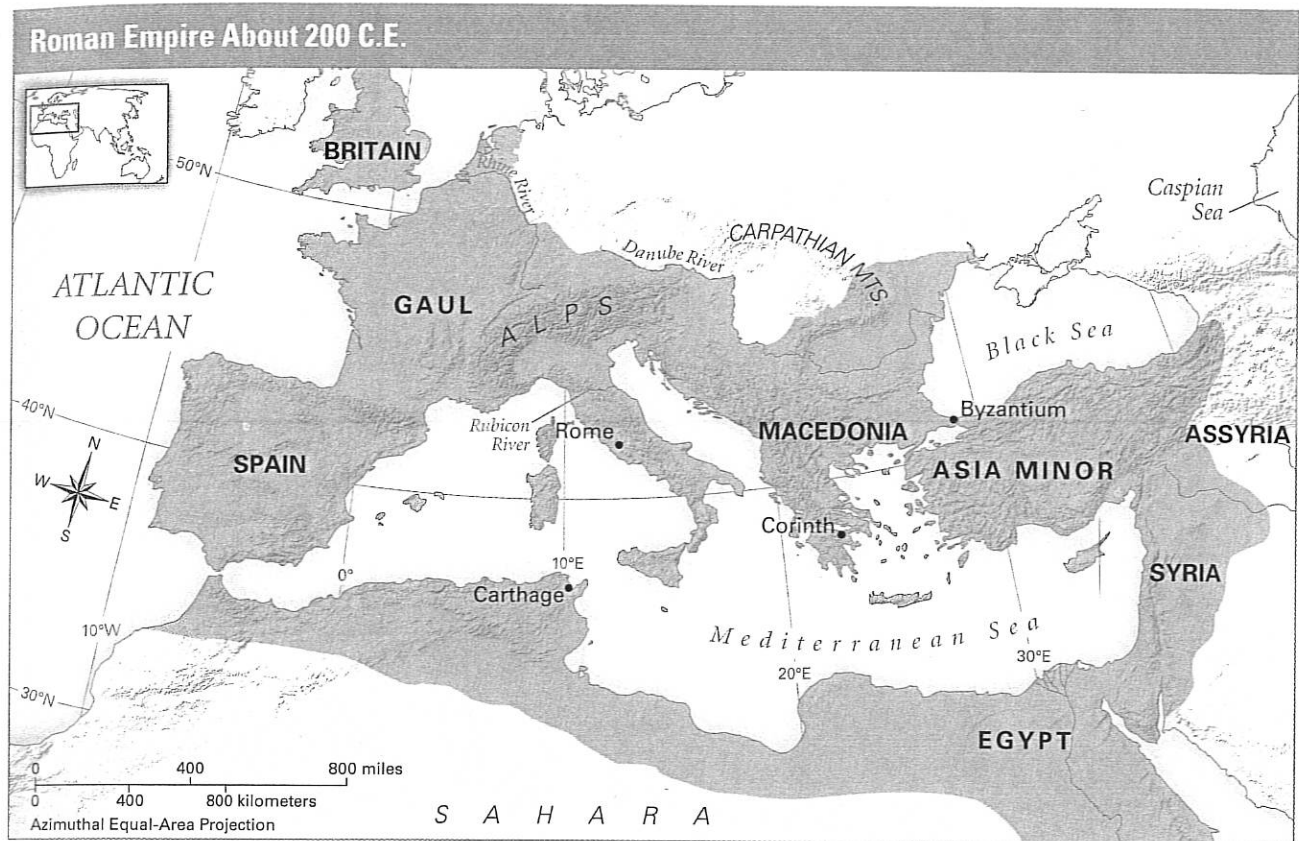 Roman Empire About 200 C.E.
BRITAIN
50°N
Rhine River
Caspian
Sea
CARPATHIAN MTS.
Danube River
ATLANTIC
OCEAN
GAUL
ALPS
Black Sea
40°N
Byzantium
Rubicon
River
Rome
MACEDONIA
ASSYRIA
N
W
E
S
SPAIN
ASIA MINOR
Corinth
0°
10°E
SYRIA
Carthage
10°W
Mediterranean Sea
20°E
30°E
30°N
EGYPT
0 400 800 miles
0 400 800 kilometers
Azimuthal Equal-Area Projection
SAHARA